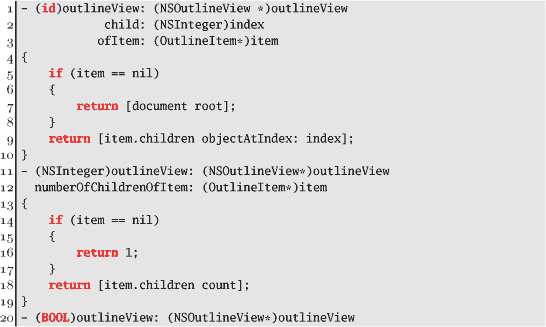 1 - (id)outlineView: (NSOutlineView *)outlineView
2 child: (NSInteger)index
3 ofItem: (OutlineItem*)item
4 {
5 if (item == nil)
6 {
7 return [document root];
8 }
9 return [item.children objectAtIndex: index];
10 }
11 - (NSInteger)outlineView: (NSOutlineView*)outlineView
12 numberOfChildrenOfItem: (OutlineItem*)item
13 {
14 if (item == nil)
15 {
16 return 1;
17 }
18 return [item.children count];
19 }
20 - (BOOL)outlineView: (NSOutlineView*)outlineView